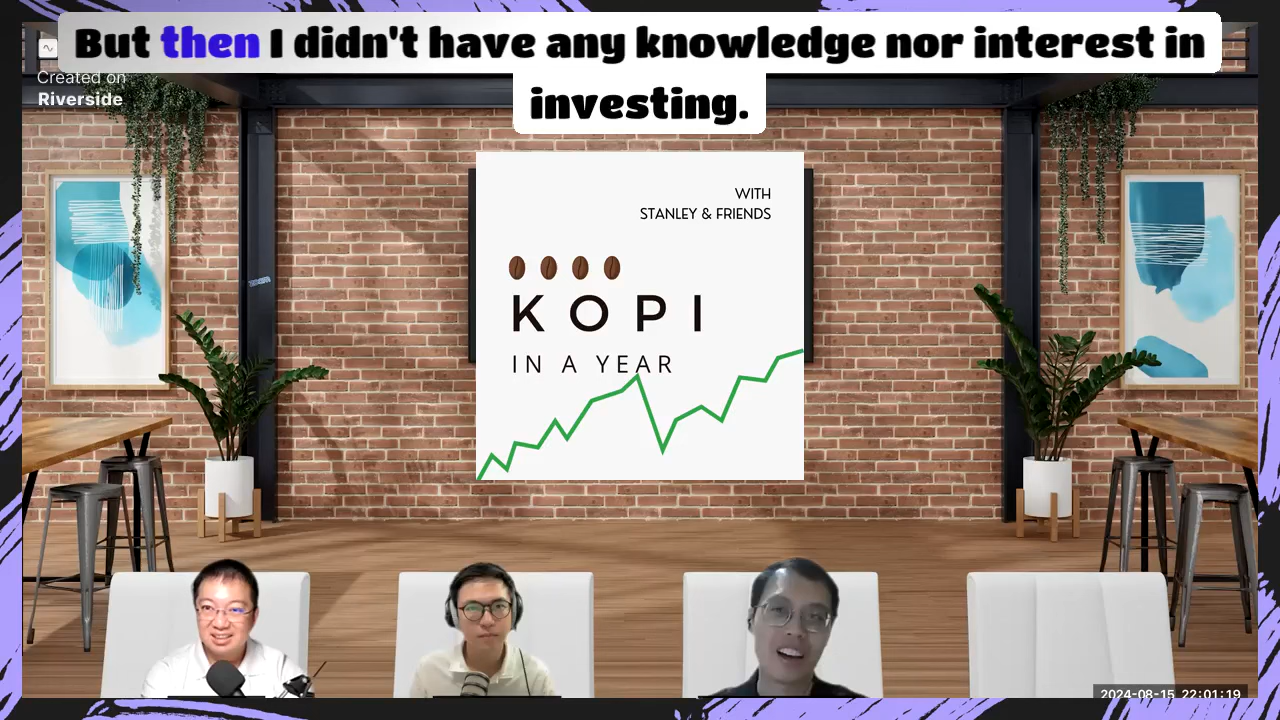 But then I didn't have any knowledge nor interest in
investing.
Created on
Riverside
WITH
STANLEY & FRIENDS
KOPI
IN A YEAR
2024-08-15 22:01:19